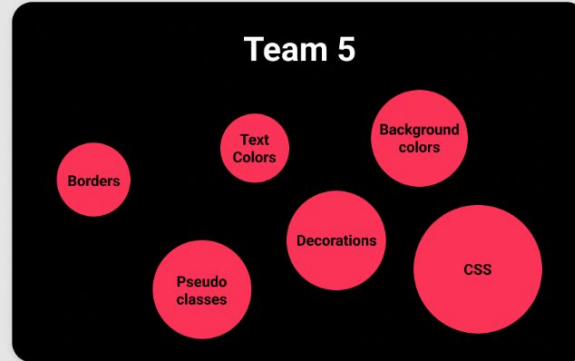 Team 5
Background
colors
Text
Colors
Borders
Decorations
CSS
Pseudo
classes